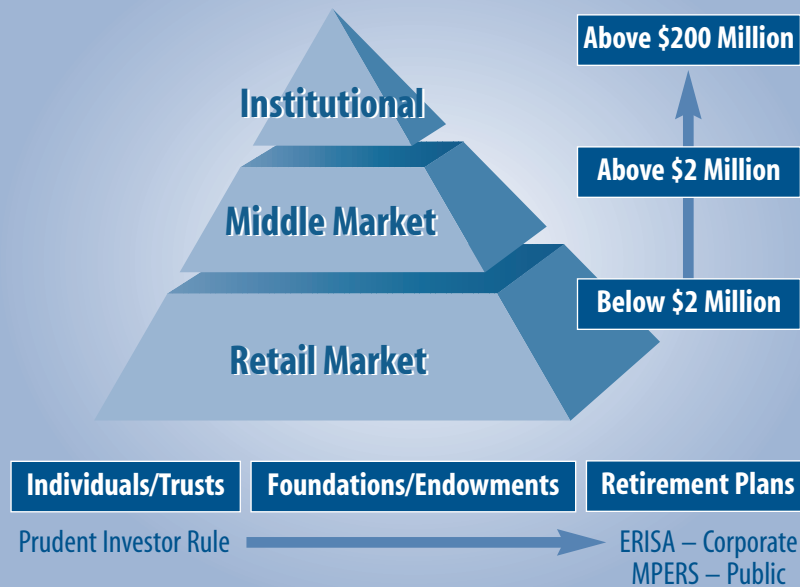 Institutional
Above $200 Million
Middle Market
Above $2 Million
Retail Market
Below $2 Million
Individuals/Trusts
Foundations/Endowments
Retirement Plans
Prudent Investor Rule
ERISA – Corporate
MPERS – Public